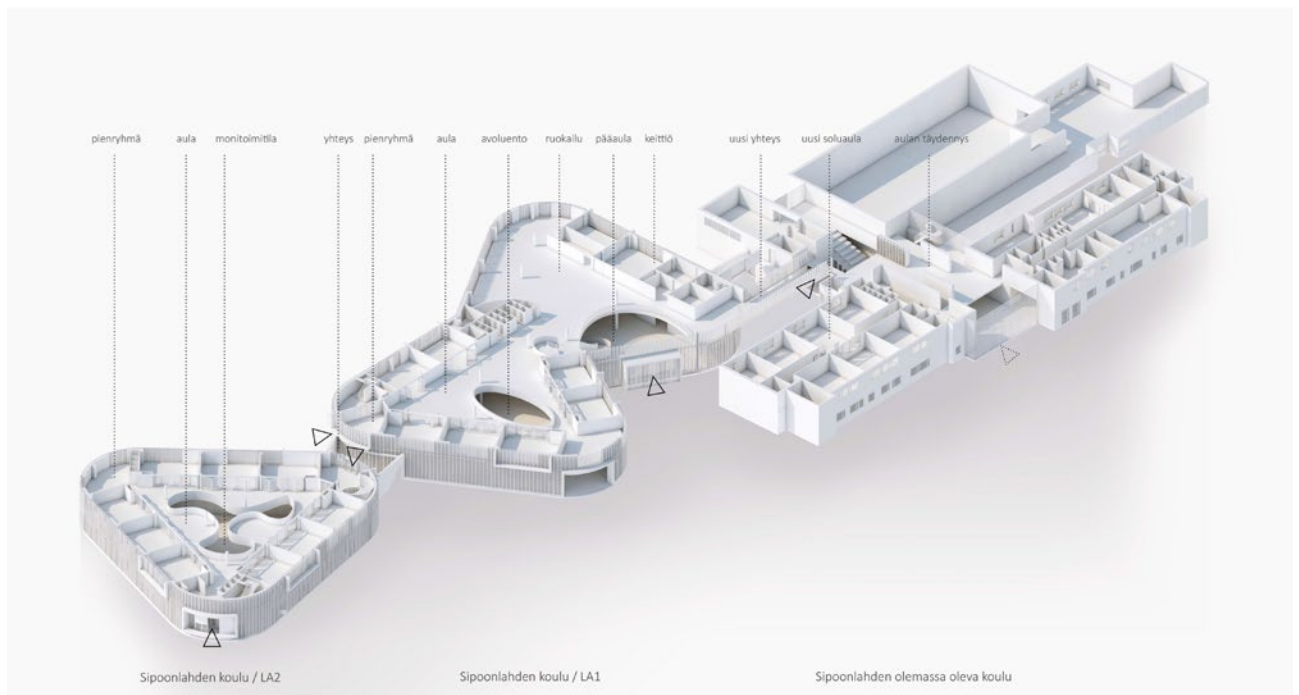 pienryhmä aula monitoimitila yhteys pienryhmä aula avoluento ruokailu pääaula keittiö uusi yhteys uusi soluaula aulan täydennys
Sipoonlahden koulu / LA2 Sipoonlahden koulu / LA1 Sipoonlahden olemassa oleva koulu